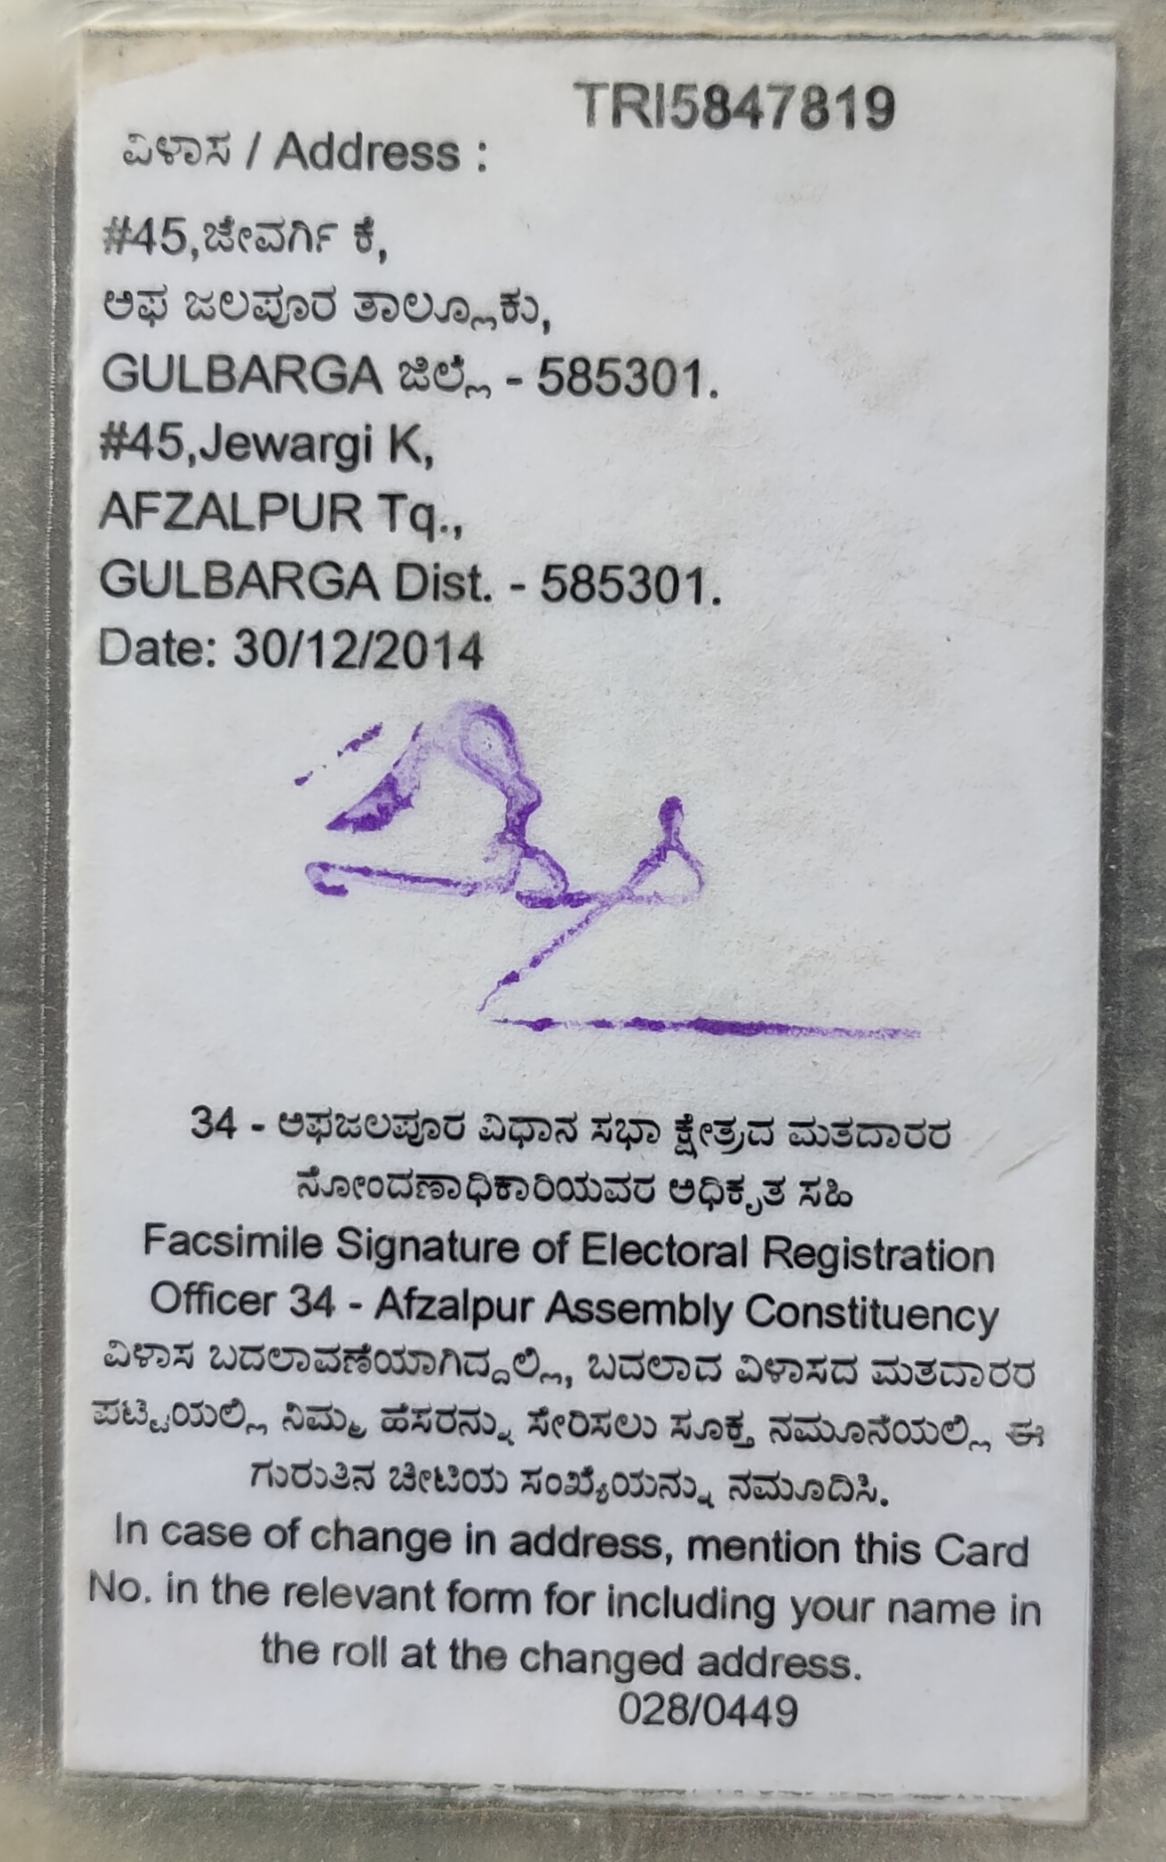 TRI5847819
ವಿಳಾಸ / Address :
#45,ಜೇವರ್ಗಿ ಕೆ,
ಅಫ ಜಲಪೂರ ತಾಲ್ಲೂಕು,
GULBARGA ಜಿಲ್ಲೆ - 585301.
#45,Jewargi K,
AFZALPUR Tq.,
GULBARGA Dist. - 585301.
Date: 30/12/2014
34 - ಅಫಜಲಪೂರ ವಿಧಾನ ಸಭಾ ಕ್ಷೇತ್ರದ ಮತದಾರರ
ನೋಂದಣಾಧಿಕಾರಿಯವರ ಅಧಿಕೃತ ಸಹಿ
Facsimile Signature of Electoral Registration
Officer 34 - Afzalpur Assembly Constituency
ವಿಳಾಸ ಬದಲಾವಣೆಯಾಗಿದ್ದಲ್ಲಿ, ಬದಲಾದ ವಿಳಾಸದ ಮತದಾರರ
ಪಟ್ಟಿಯಲ್ಲಿ ನಿಮ್ಮ ಹೆಸರನ್ನು ಸೇರಿಸಲು ಸೂಕ್ತ ನಮೂನೆಯಲ್ಲಿ ಈ
ಗುರುತಿನ ಚೀಟಿಯ ಸಂಖ್ಯೆಯನ್ನು ನಮೂದಿಸಿ.
In case of change in address, mention this Card
No. in the relevant form for including your name in
the roll at the changed address.
028/0449